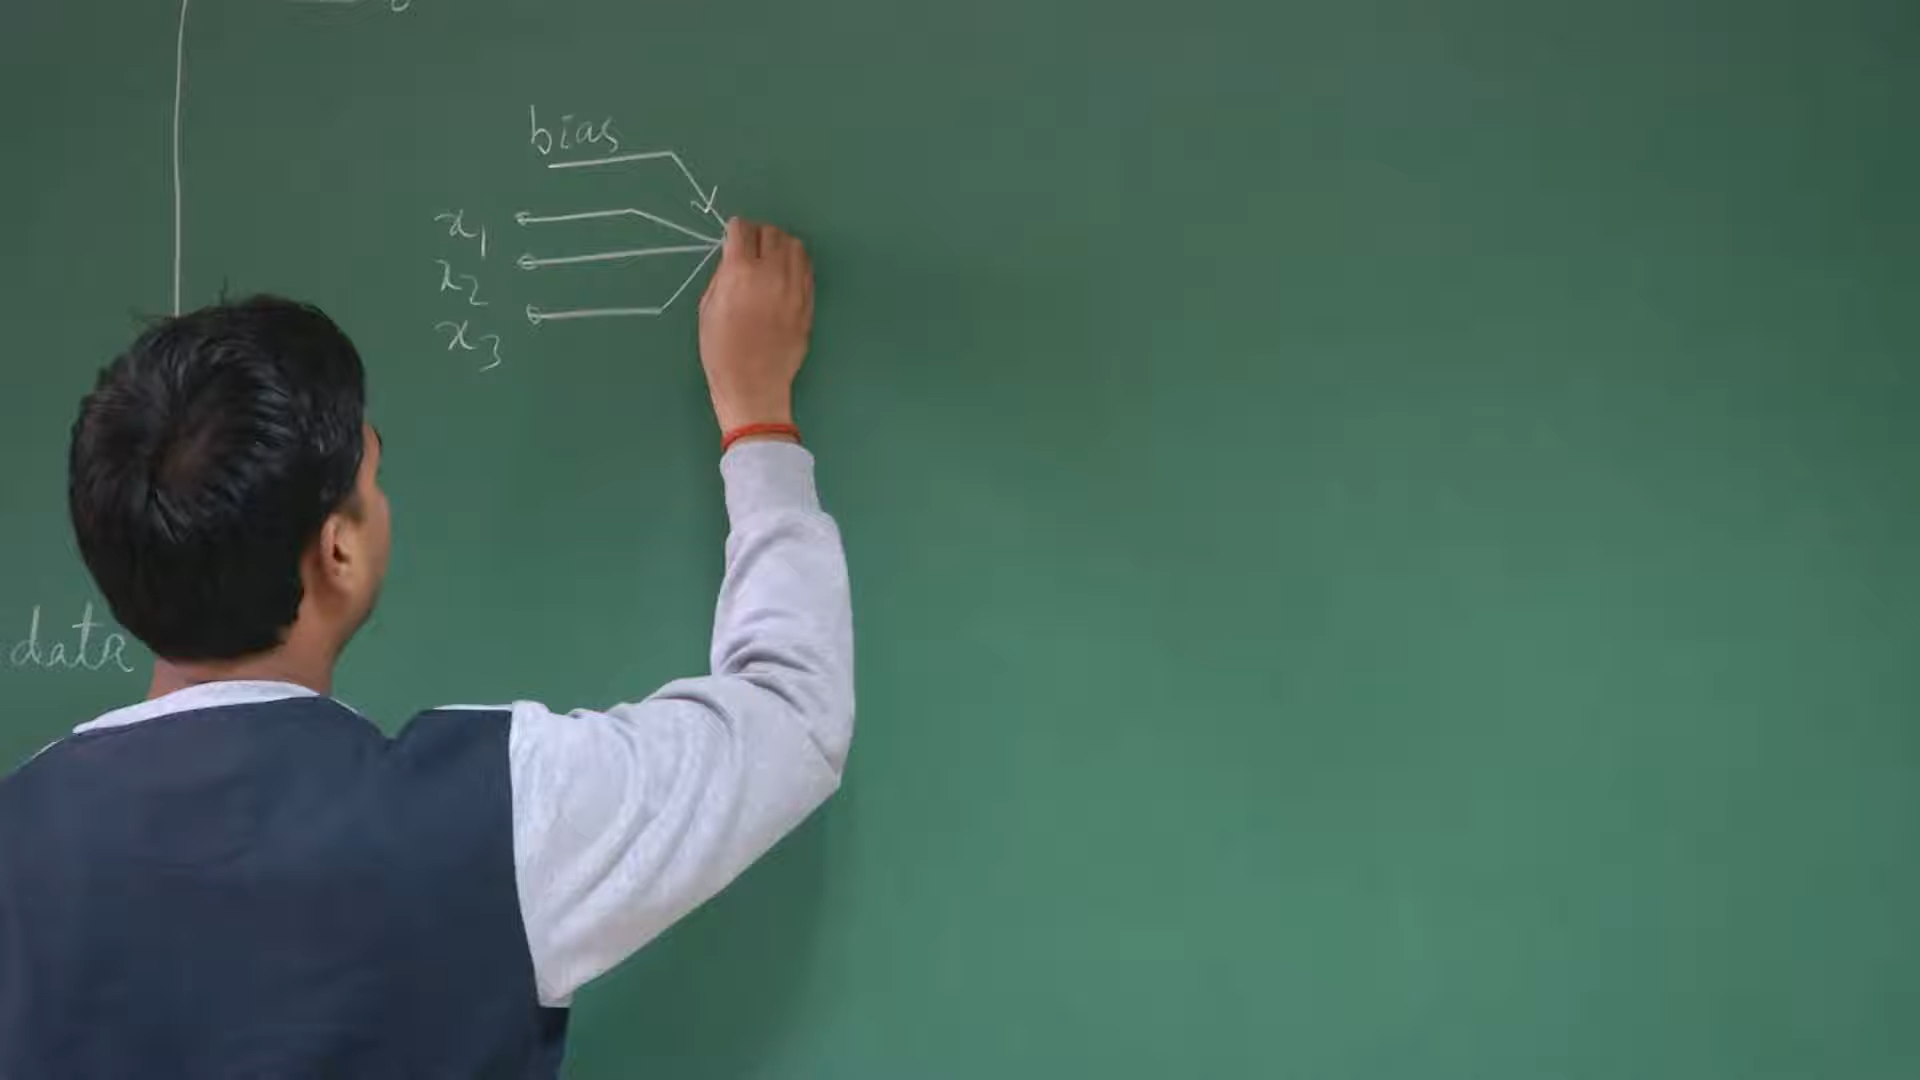 bias
x1
x2
x3
data